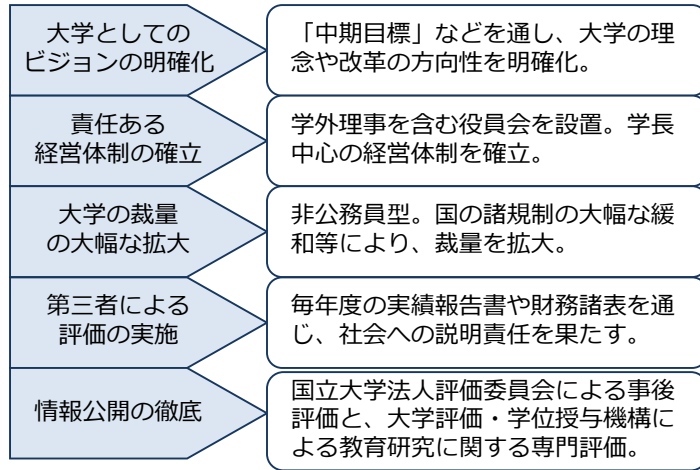 大学としての
ビジョンの明確化
「中期目標」などを通し、大学の理
念や改革の方向性を明確化。
責任ある
経営体制の確立
学外理事を含む役員会を設置。学長
中心の経営体制を確立。
大学の裁量
の大幅な拡大
非公務員型。国の諸規制の大幅な緩
和等により、裁量を拡大。
第三者による
評価の実施
毎年度の実績報告書や財務諸表を通
じ、社会への説明責任を果たす。
情報公開の徹底
国立大学法人評価委員会による事後
評価と、大学評価・学位授与機構に
よる教育研究に関する専門評価。